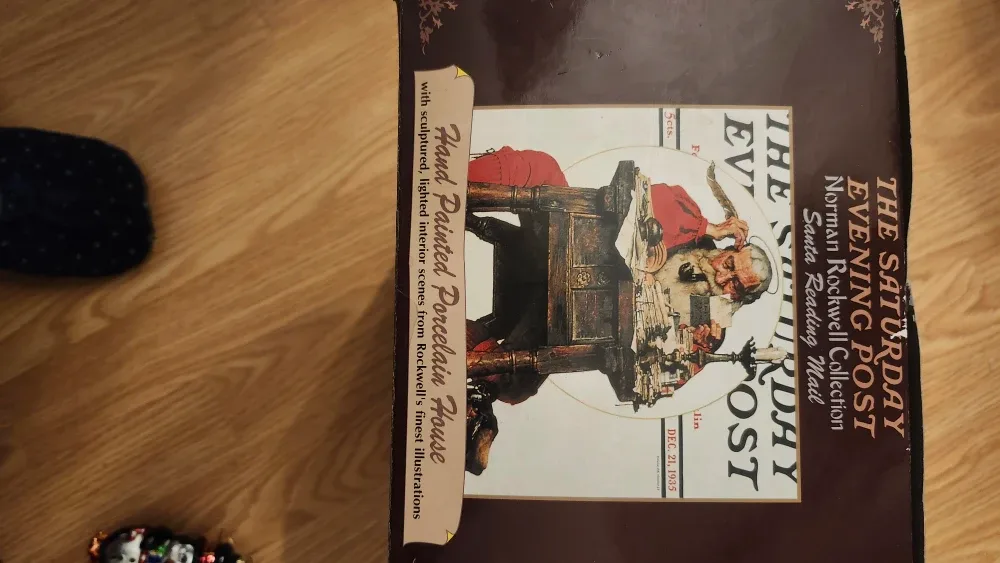 THE SATURDAY
EVENING POST
Norman Rockwell Collection
Santa Reading Mail
THE SATURDAY
POST
5cts.
DEC. 21, 1935
Hand Painted Porcelain House
with sculptured, lighted interior scenes from Rockwell's finest illustrations